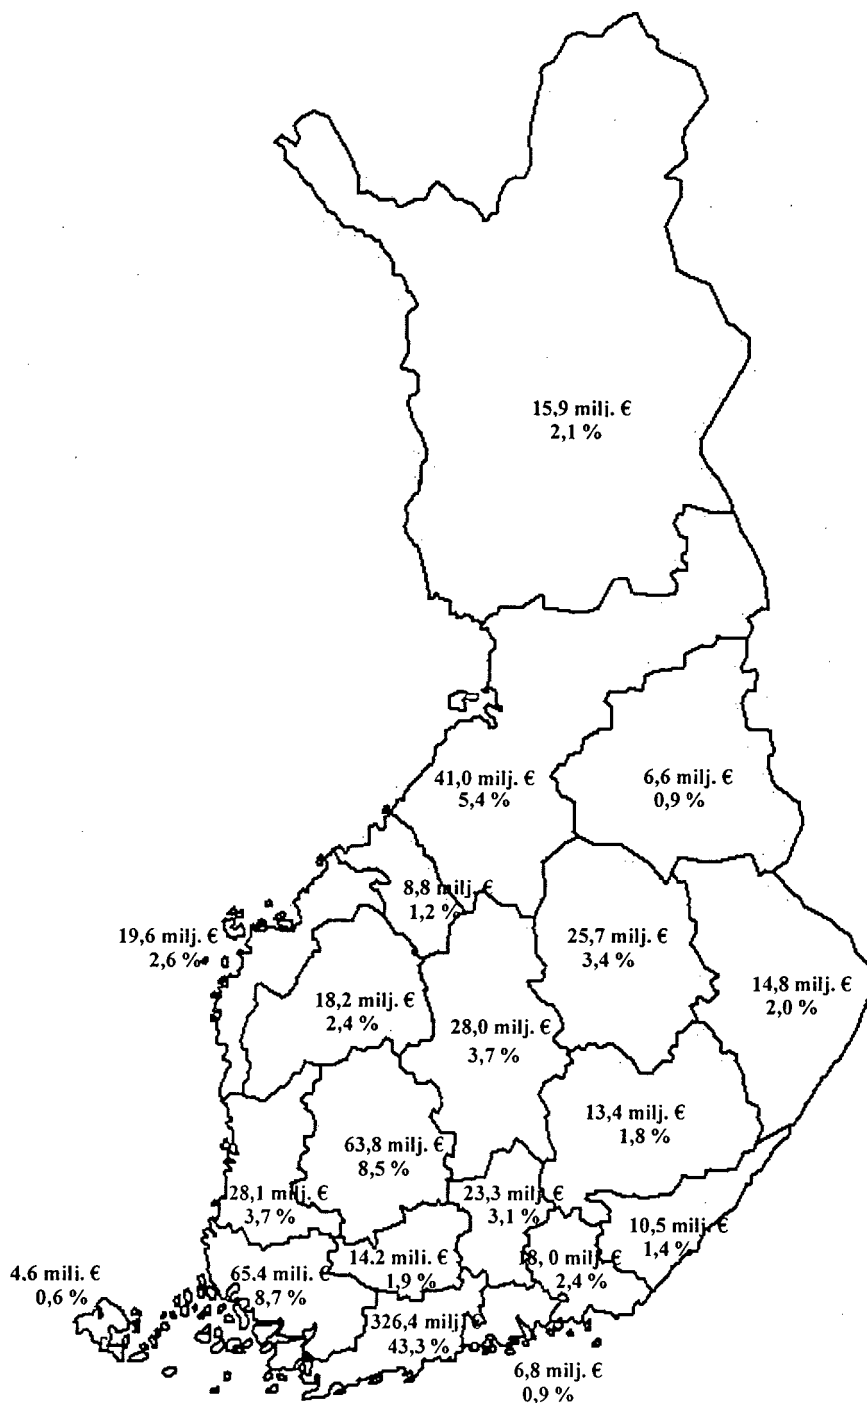 15,9 milj. €
2,1 %
41,0 milj. €
5,4 %
6,6 milj. €
0,9 %
8,8 milj. €
1,2 %
19,6 milj. €
2,6 %
25,7 milj. €
3,4 %
14,8 milj. €
2,0 %
18,2 milj. €
2,4 %
28,0 milj. €
3,7 %
13,4 milj. €
1,8 %
63,8 milj. €
8,5 %
28,1 milj. €
3,7 %
23,3 milj. €
3,1 %
10,5 milj. €
1,4 %
14.2 milj. €
1,9 %
18, 0 milj. €
2,4 %
4.6 milj. €
0,6 %
65.4 milj. €
8,7 %
326,4 milj.
43,3 %
6,8 milj. €
0,9 %